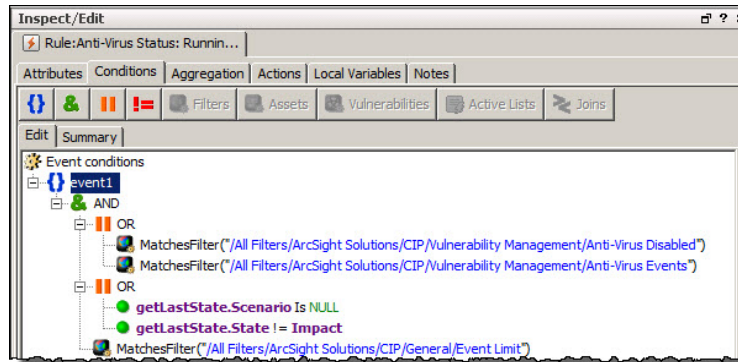 Inspect/Edit
Rule:Anti-Virus Status: Runnin...
Attributes Conditions Aggregation Actions Local Variables Notes
{} & != Filters Assets Vulnerabilities Active Lists Joins
Edit Summary
Event conditions
{} event1
& AND
OR
MatchesFilter("/All Filters/ArcSight Solutions/CIP/Vulnerability Management/Anti-Virus Disabled")
MatchesFilter("/All Filters/ArcSight Solutions/CIP/Vulnerability Management/Anti-Virus Events")
OR
getLastState.Scenario Is NULL
getLastState.State != Impact
MatchesFilter("/All Filters/ArcSight Solutions/CIP/General/Event Limit")